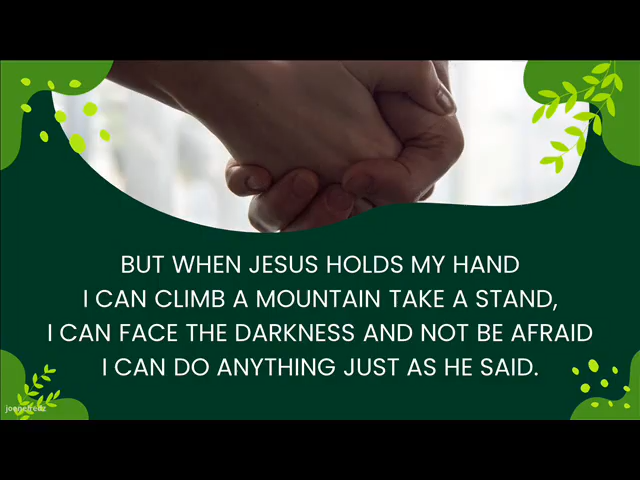 BUT WHEN JESUS HOLDS MY HAND
I CAN CLIMB A MOUNTAIN TAKE A STAND,
I CAN FACE THE DARKNESS AND NOT BE AFRAID
I CAN DO ANYTHING JUST AS HE SAID.